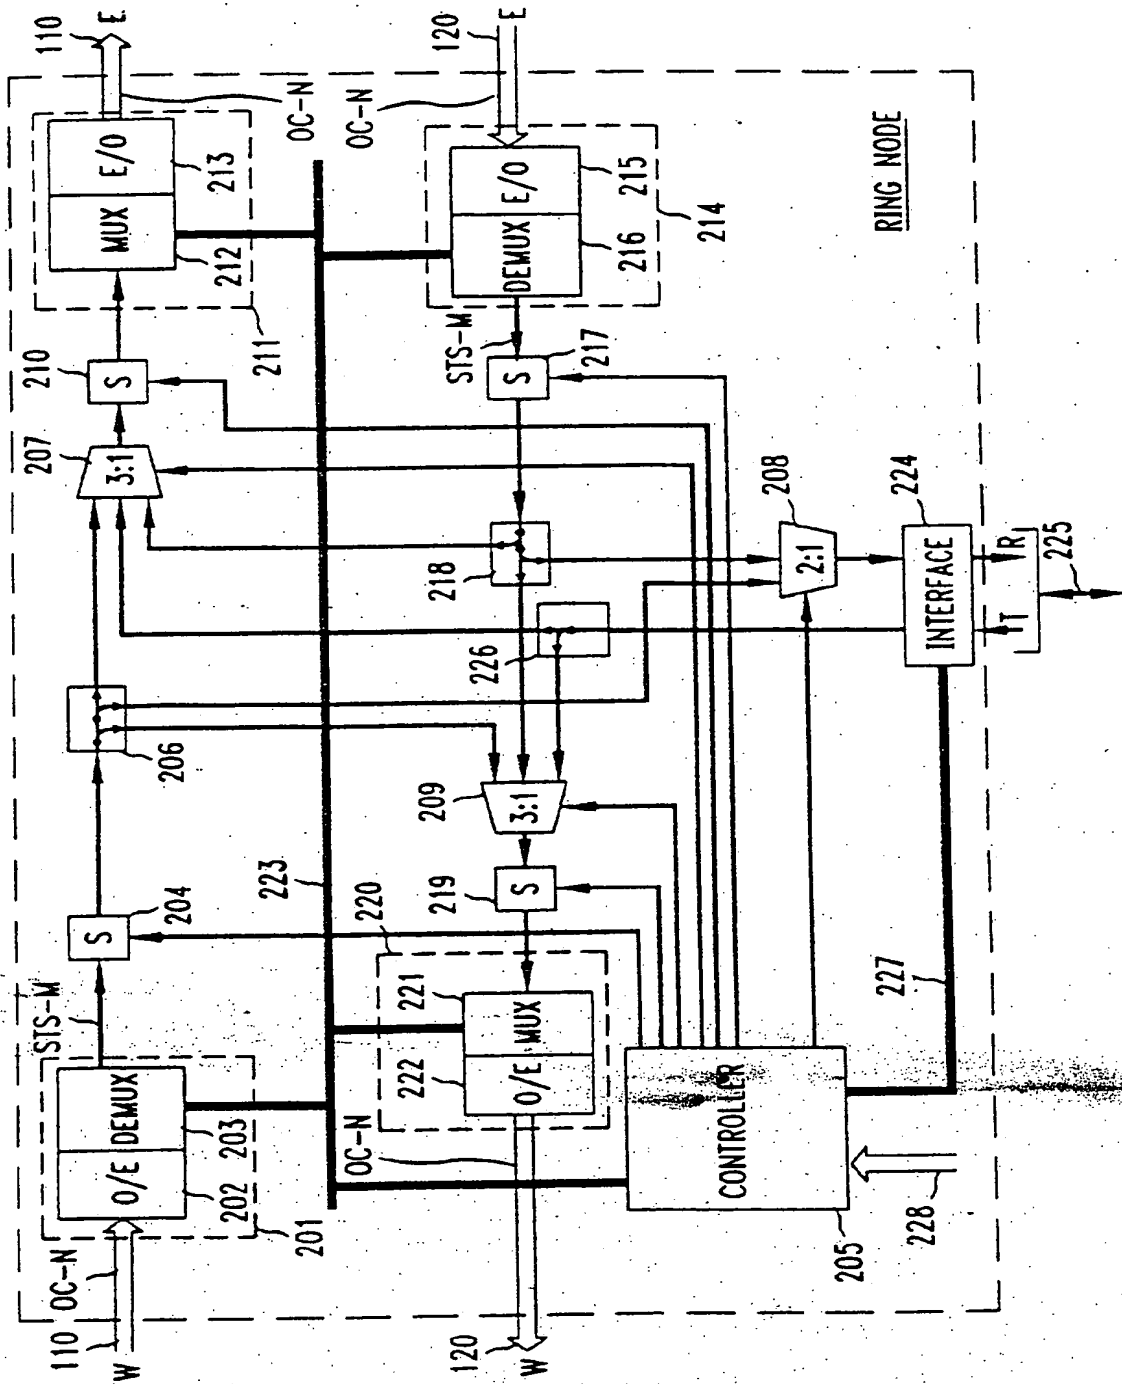 110
W
OC-N
O/E
DEMUX
202
203
201
STS-M
S
204
206
207
3:1
210
S
211
MUX
E/O
212
213
110
E
OC-N
223
120
W
OC-N
220
222
221
O/E
MUX
219
S
209
3:1
226
218
STS-M
S
217
DEMUX
E/O
216
215
214
OC-N
120
E
CONTROLLER
205
228
227
208
2:1
224
INTERFACE
T
R
225
RING NODE